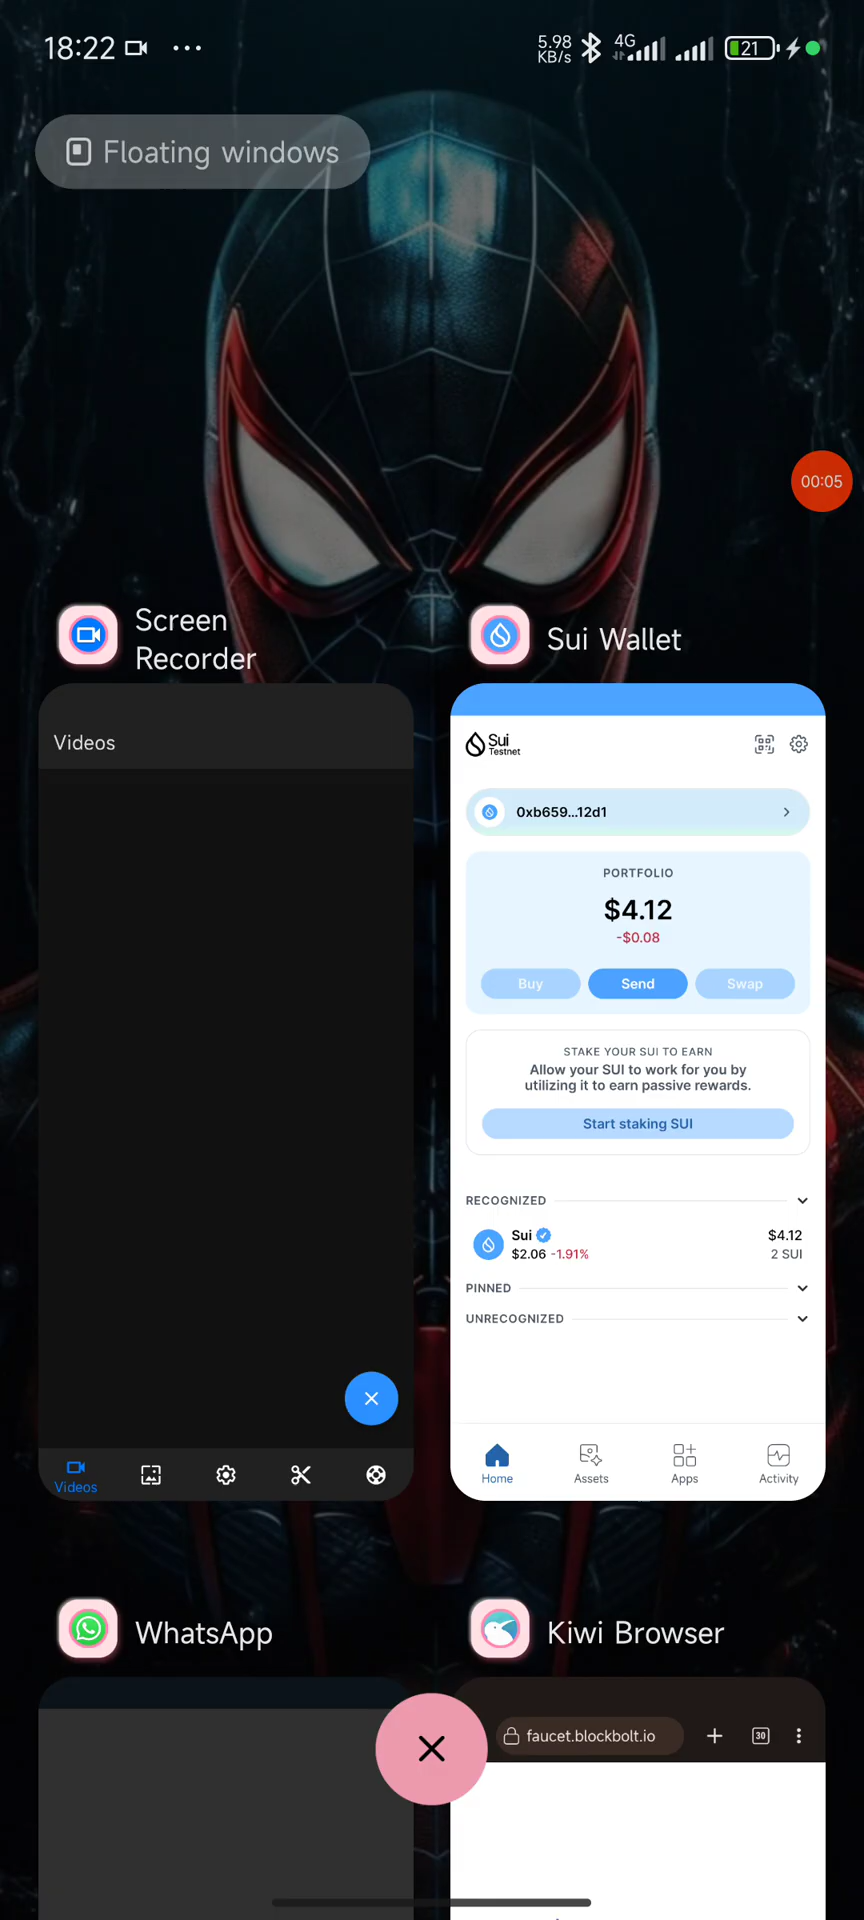 18:22
5.98 KB/s
4G
21
Floating windows
00:05
Screen
Recorder
Videos
Videos
Sui Wallet
Sui
Testnet
0xb659...12d1
PORTFOLIO
$4.12
-$0.08
Buy Send Swap
STAKE YOUR SUI TO EARN
Allow your SUI to work for you by
utilizing it to earn passive rewards.
Start staking SUI
RECOGNIZED
Sui $4.12
$2.06 -1.91% 2 SUI
PINNED
UNRECOGNIZED
Home Assets Apps Activity
WhatsApp
Kiwi Browser
faucet.blockbolt.io
30